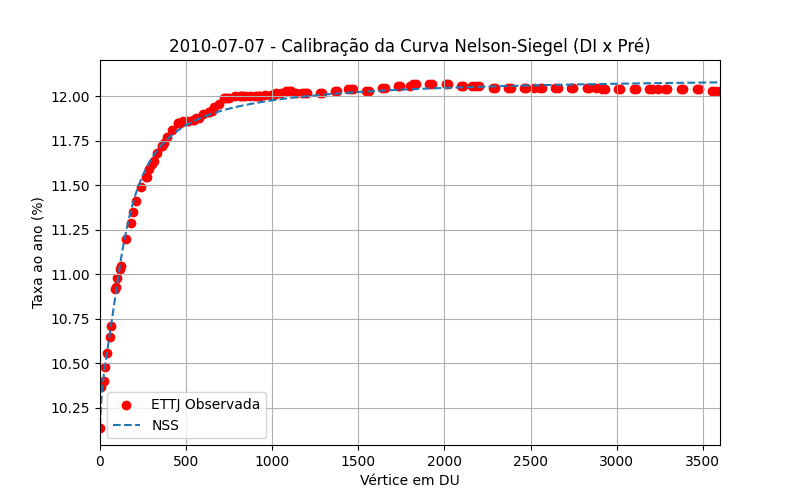 2010-07-07 - Calibração da Curva Nelson-Siegel (DI x Pré)
Taxa ao ano (%)
12.00
11.75
11.50
11.25
11.00
10.75
10.50
10.25
ETTJ Observada
NSS
0 500 1000 1500 2000 2500 3000 3500
Vértice em DU